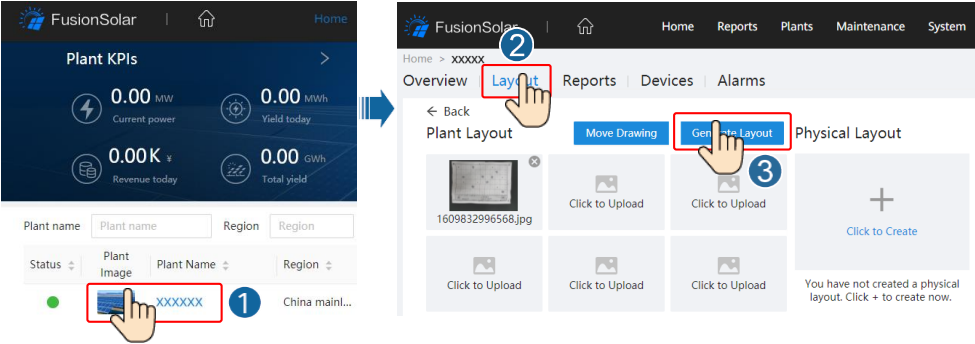 FusionSolar
Home
Plant KPIs
0.00 MW
Current power
0.00 MWh
Yield today
0.00K ¥
Revenue today
0.00 GWh
Total yield
Plant name
Plant name
Region
Region
Status
Plant
Image
Plant Name
Region
XXXXXX
1
China mainl...
FusionSolar
2
Home
Reports
Plants
Maintenance
System
Home > xxxxx
Overview
Layout
Reports
Devices
Alarms
← Back
Plant Layout
Move Drawing
Generate Layout
3
Physical Layout
1609832996568.jpg
Click to Upload
Click to Upload
Click to Upload
Click to Upload
Click to Upload
Click to Create
You have not created a physical
layout. Click + to create now.